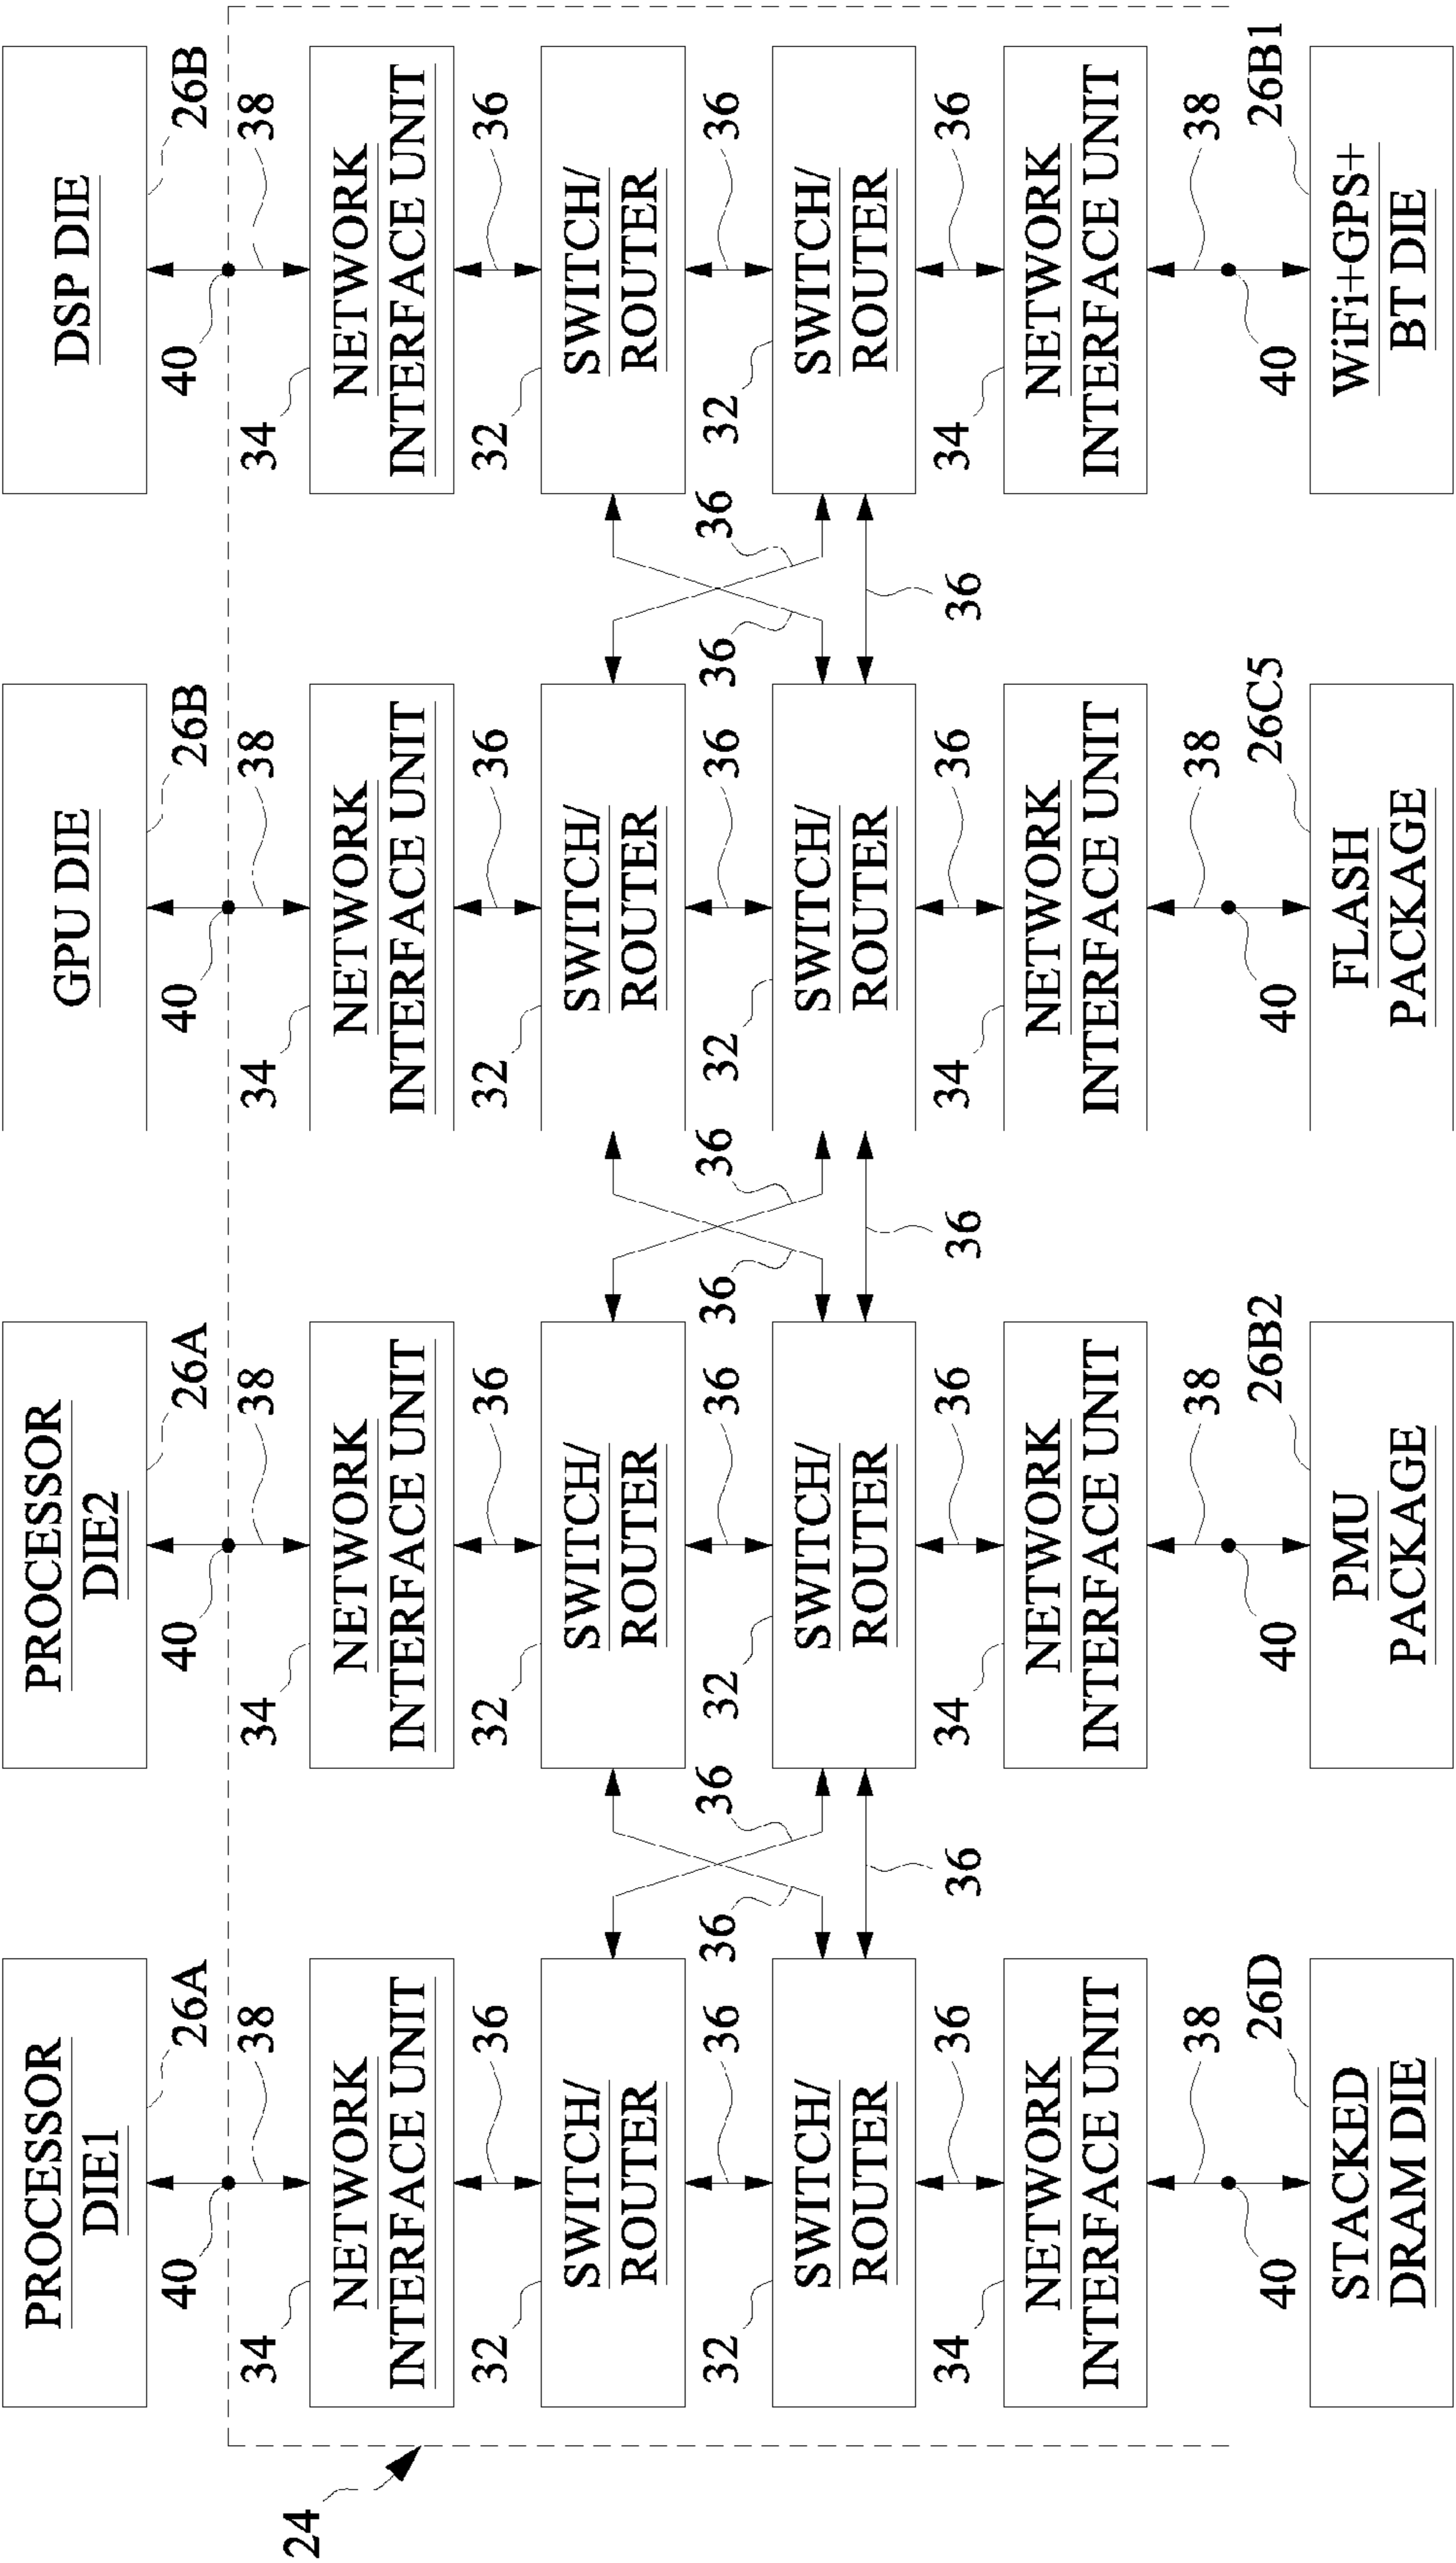 PROCESSOR
DIE1
PROCESSOR
DIE2
GPU DIE
DSP DIE
40
26A
40
26A
40
26B
40
26B
24
34
38
34
38
34
38
34
38
NETWORK
INTERFACE UNIT
NETWORK
INTERFACE UNIT
NETWORK
INTERFACE UNIT
NETWORK
INTERFACE UNIT
32
36
32
36
32
36
32
36
SWITCH/
ROUTER
SWITCH/
ROUTER
SWITCH/
ROUTER
SWITCH/
ROUTER
32
36
36
36
32
36
36
36
32
36
36
36
32
36
SWITCH/
ROUTER
SWITCH/
ROUTER
SWITCH/
ROUTER
SWITCH/
ROUTER
34
36
36
34
36
36
34
36
36
34
36
NETWORK
INTERFACE UNIT
NETWORK
INTERFACE UNIT
NETWORK
INTERFACE UNIT
NETWORK
INTERFACE UNIT
38
38
38
38
40
26D
40
26B2
40
26C5
40
26B1
STACKED
DRAM DIE
PMU
PACKAGE
FLASH
PACKAGE
WiFi+GPS+
BT DIE